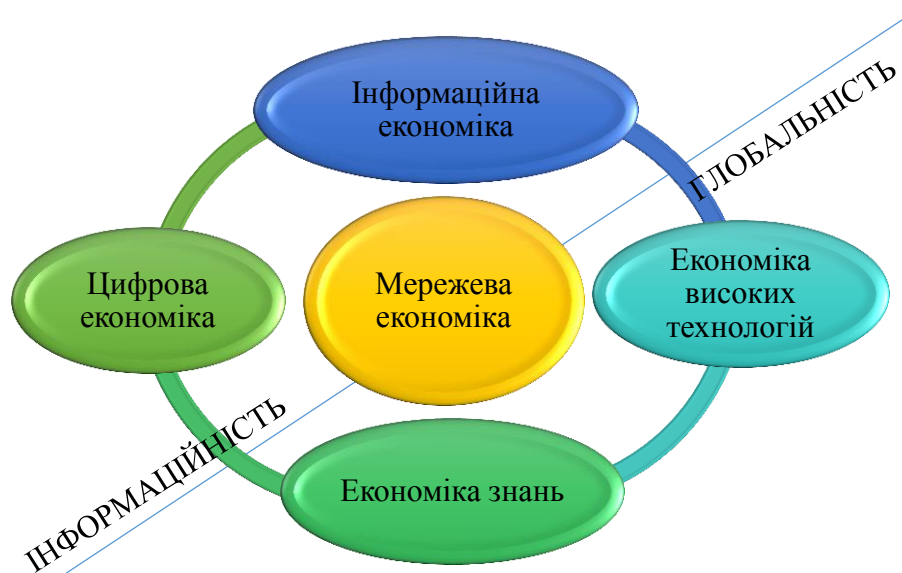 Інформаційна
економіка
ГЛОБАЛЬНІСТЬ
Цифрова
економіка
Мережева
економіка
Економіка
високих
технологій
ІНФОРМАЦІЙНІСТЬ
Економіка знань